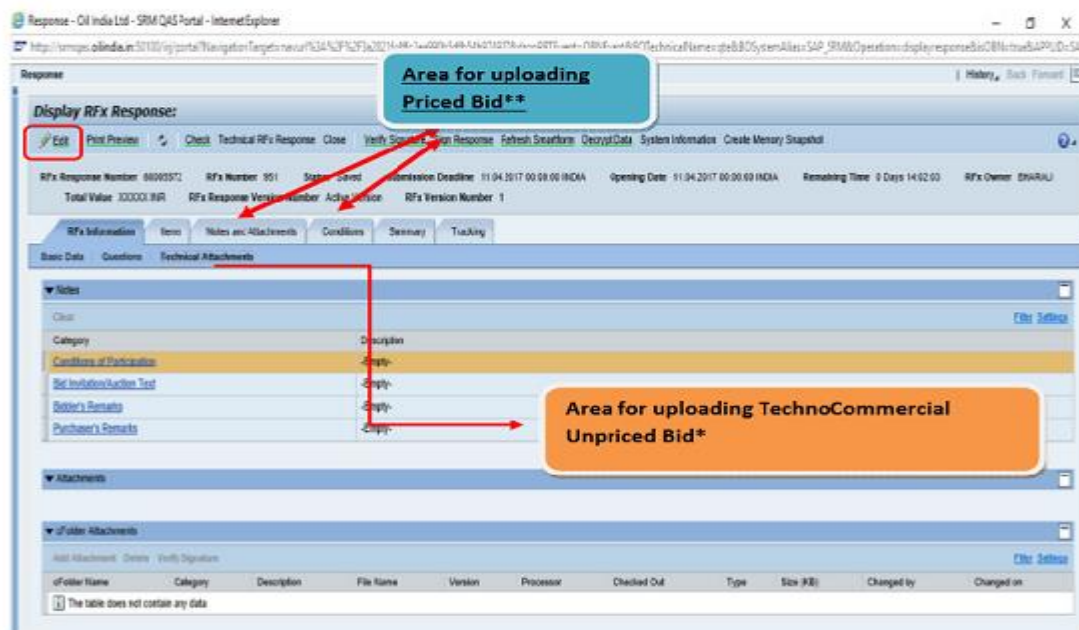 Response - Oil India Ltd - SRM QAS Portal - Internet Explorer
Response
History Back Forward
Area for uploading
Priced Bid**
Display RFx Response:
Edit Print Preview Check Technical RFx Response Close Verify Signature Sign Response Refresh Smartform Decrypt Data System Information Create Memory Snapshot
RFx Response Number RFx Number 951 Status Saved Submission Deadline 11.04.2017 INDIA Opening Date 11.04.2017 INDIA Remaining Time 0 Days 14:02:03 RFx Owner
Total Value INR RFx Response Version Number Active Version RFx Version Number 1
RFx Information Items Notes and Attachments Conditions Summary Tracking
Basic Data Questions Technical Attachments
Notes
Clear Filter Settings
Category Description
Conditions of Participation -Empty-
Bid Invitation/Auction Text -Empty-
Bidder's Remarks -Empty-
Purchaser's Remarks -Empty-
Area for uploading TechnoCommercial
Unpriced Bid*
Attachments
cFolder Attachments
Add Attachment Delete Verify Signature Filter Settings
cFolder Name Category Description File Name Version Processor Checked Out Type Size (KB) Changed by Changed on
The table does not contain any data